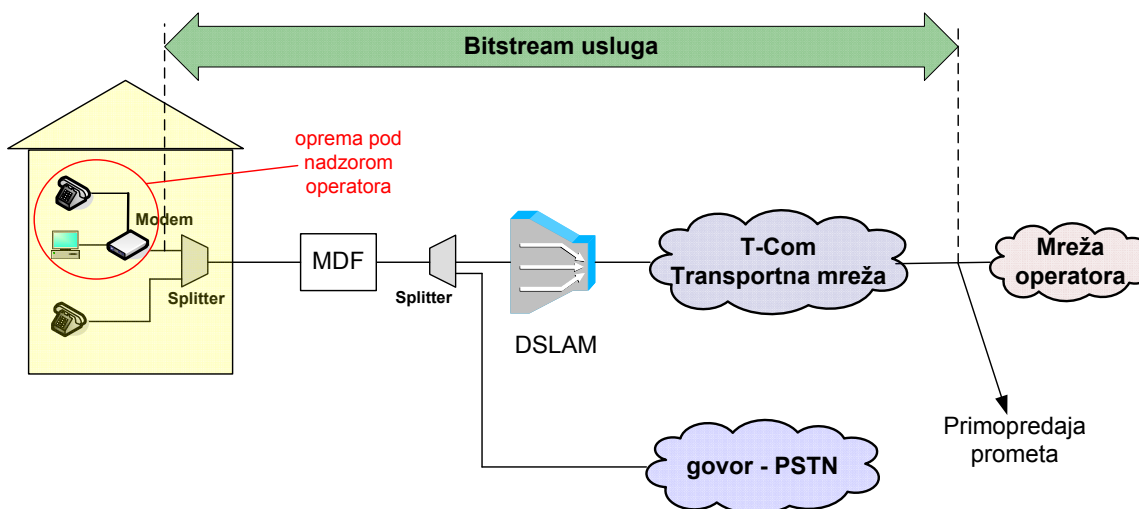 Bitstream usluga
oprema pod
nadzorom
operatora
Modem
Splitter
MDF
Splitter
DSLAM
T-Com
Transportna mreža
Mreža
operatora
Primopredaja
prometa
govor - PSTN